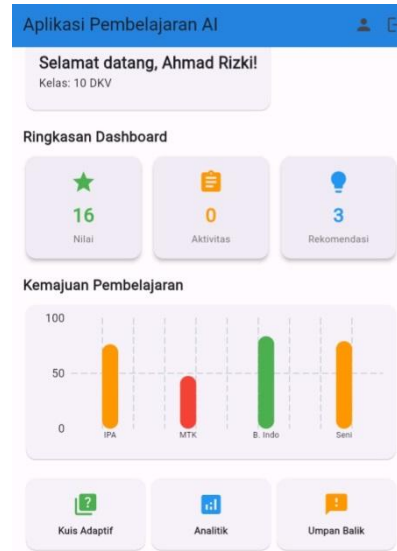 Aplikasi Pembelajaran AI
Selamat datang, Ahmad Rizki!
Kelas: 10 DKV
Ringkasan Dashboard
16 0 3
Nilai Aktivitas Rekomendasi
Kemajuan Pembelajaran
100
50
0
IPA MTK B. Indo Seni
Kuis Adaptif Analitik Umpan Balik